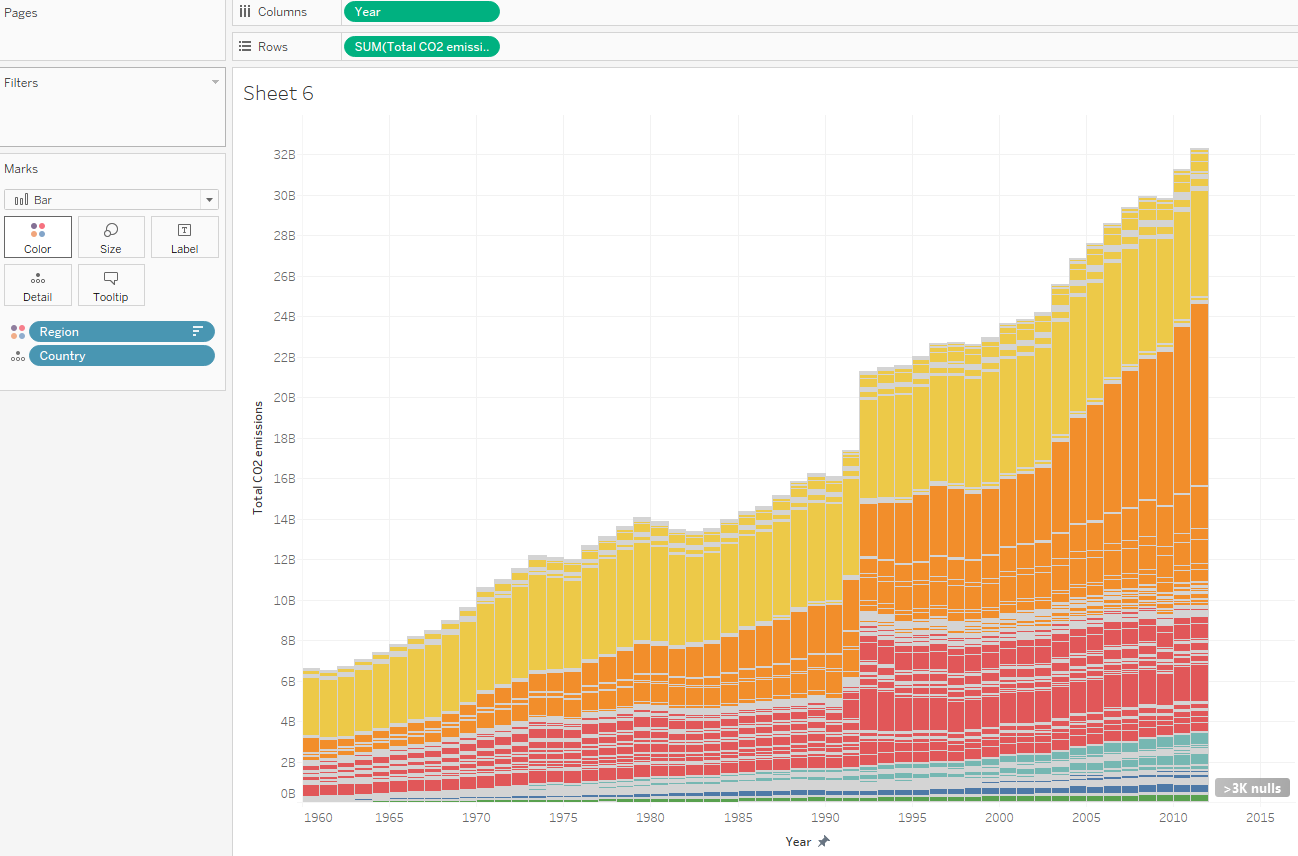 Pages
Columns
Year
Rows
SUM(Total CO2 emissi..
Filters
Sheet 6
Marks
Bar
Color
Size
Label
Detail
Tooltip
Region
Country
Total CO2 emissions
32B
30B
28B
26B
24B
22B
20B
18B
16B
14B
12B
10B
8B
6B
4B
2B
0B
>3K nulls
1960
1965
1970
1975
1980
1985
1990
1995
2000
2005
2010
2015
Year